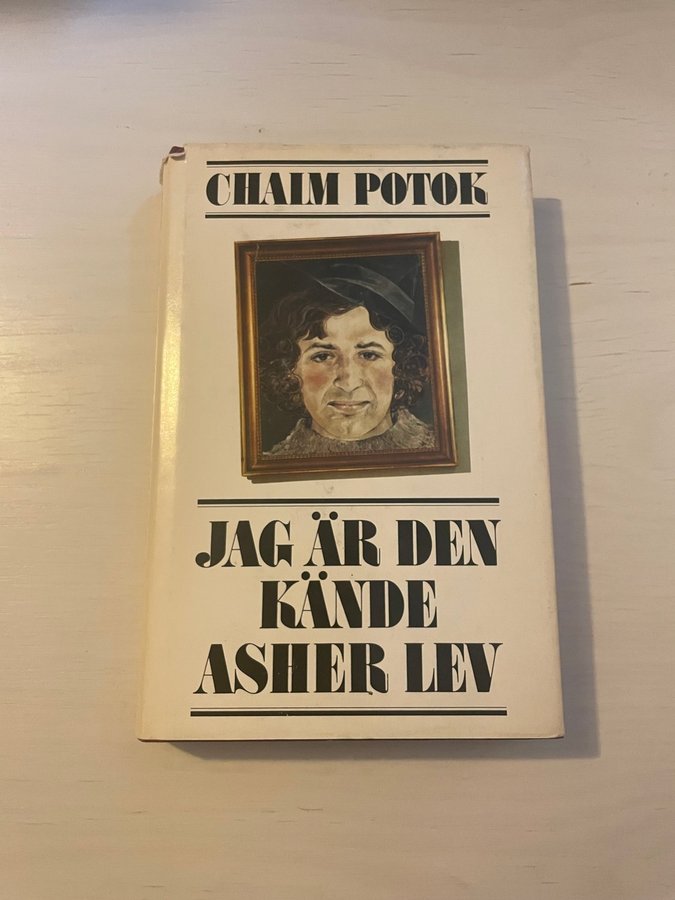 CHAIM POTOK
JAG ÄR DEN
KÄNDE
ASHER LEV